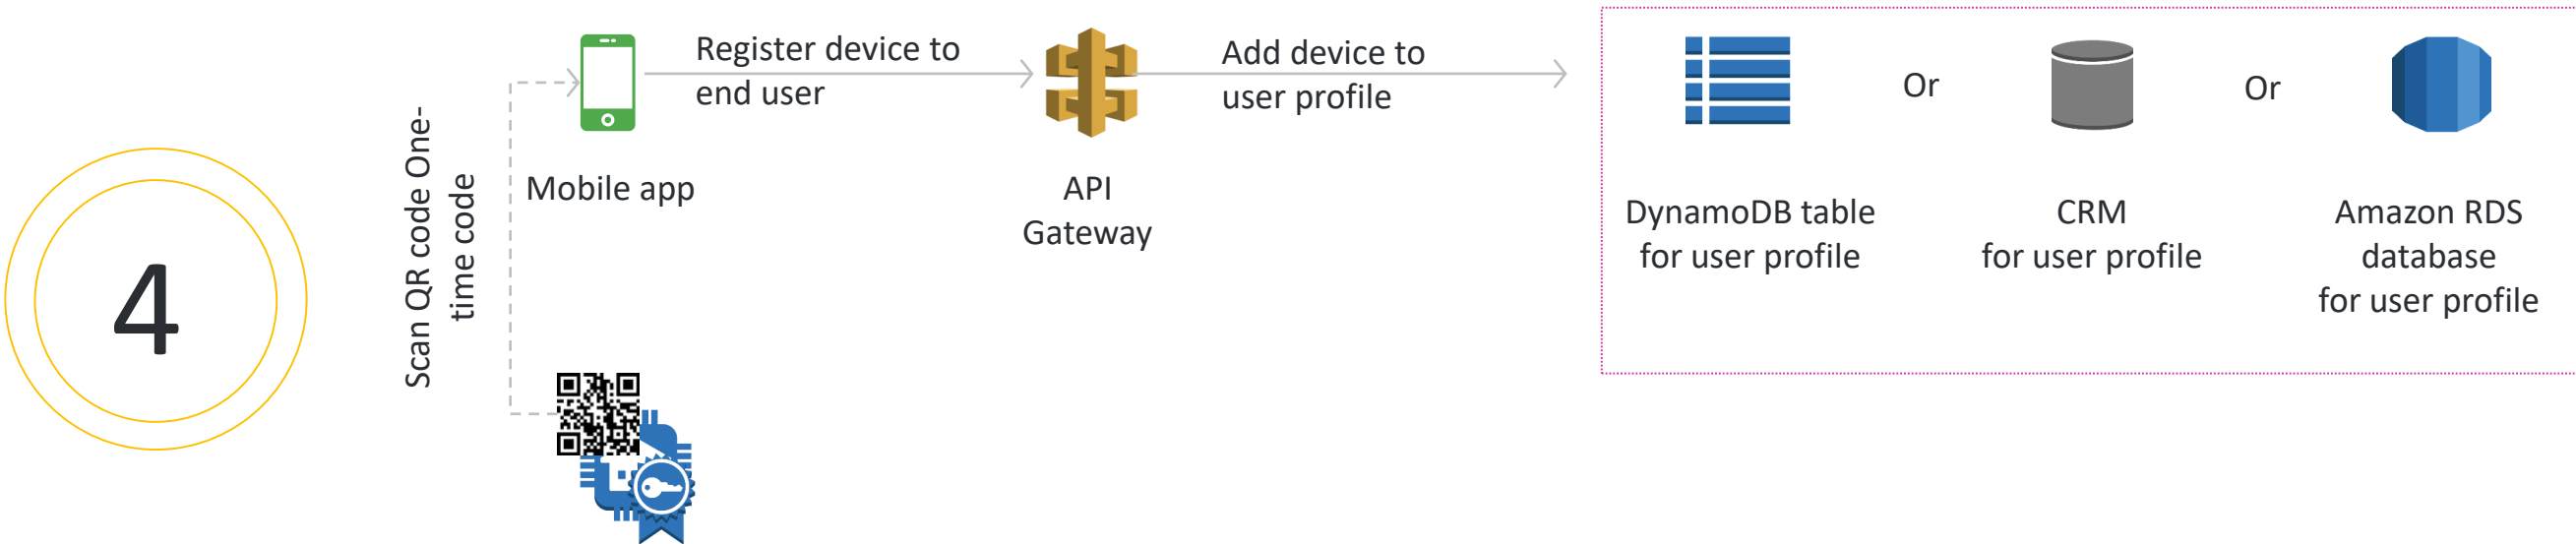 4
Scan QR code One-
time code
Mobile app
Register device to
end user
API
Gateway
Add device to
user profile
DynamoDB table
for user profile
Or
CRM
for user profile
Or
Amazon RDS
database
for user profile